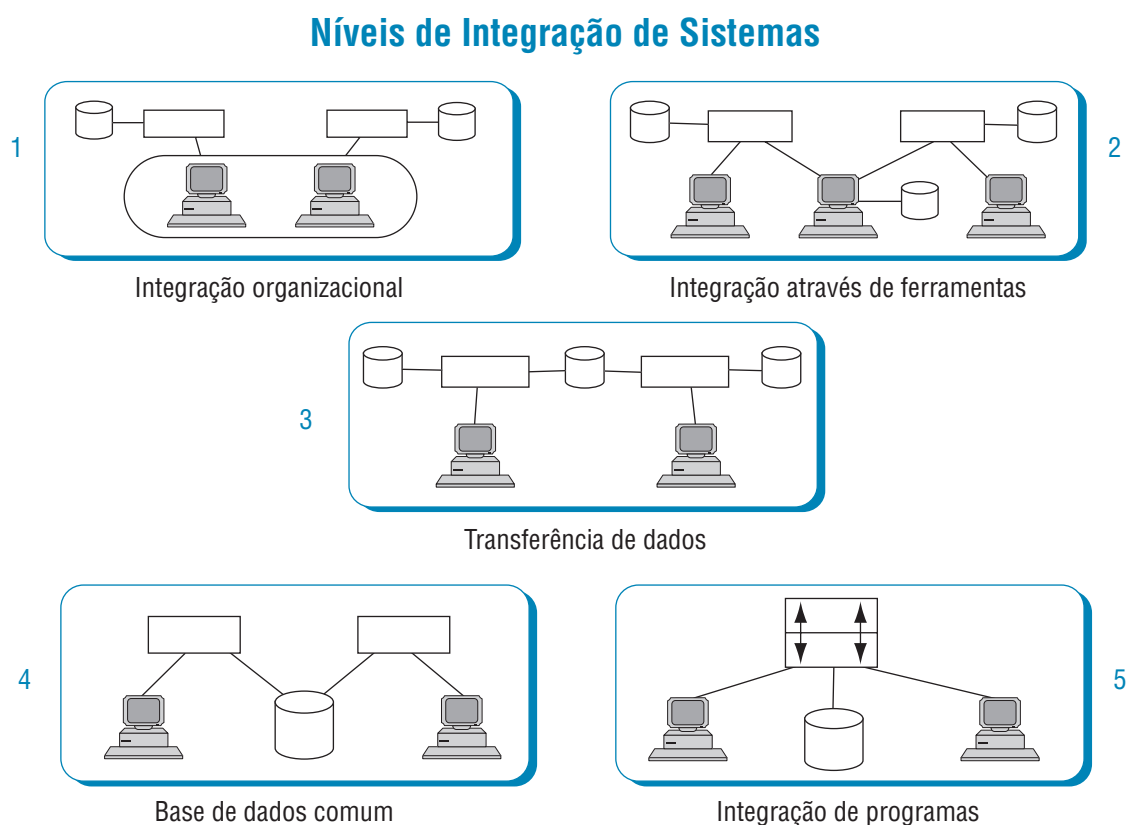 Níveis de Integração de Sistemas
1
2
Integração organizacional
Integração através de ferramentas
3
Transferência de dados
4
5
Base de dados comum
Integração de programas